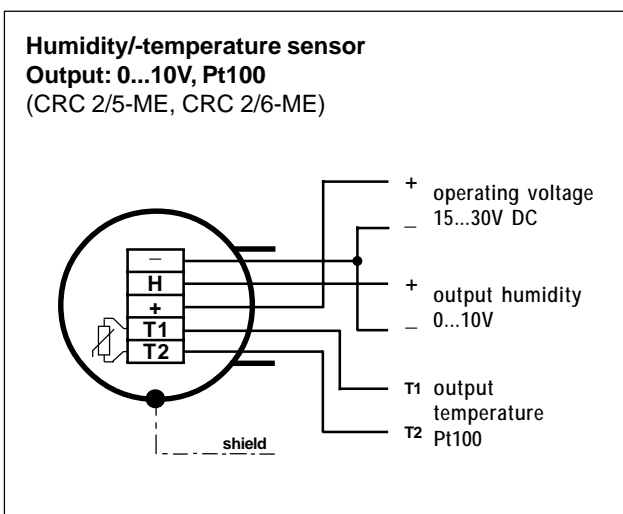 Humidity/-temperature sensor
Output: 0...10V, Pt100
(CRC 2/5-ME, CRC 2/6-ME)
+
operating voltage
15...30V DC
–
–
H
+
T1
T2
+
output humidity
0...10V
–
T1 output
temperature
T2 Pt100
shield